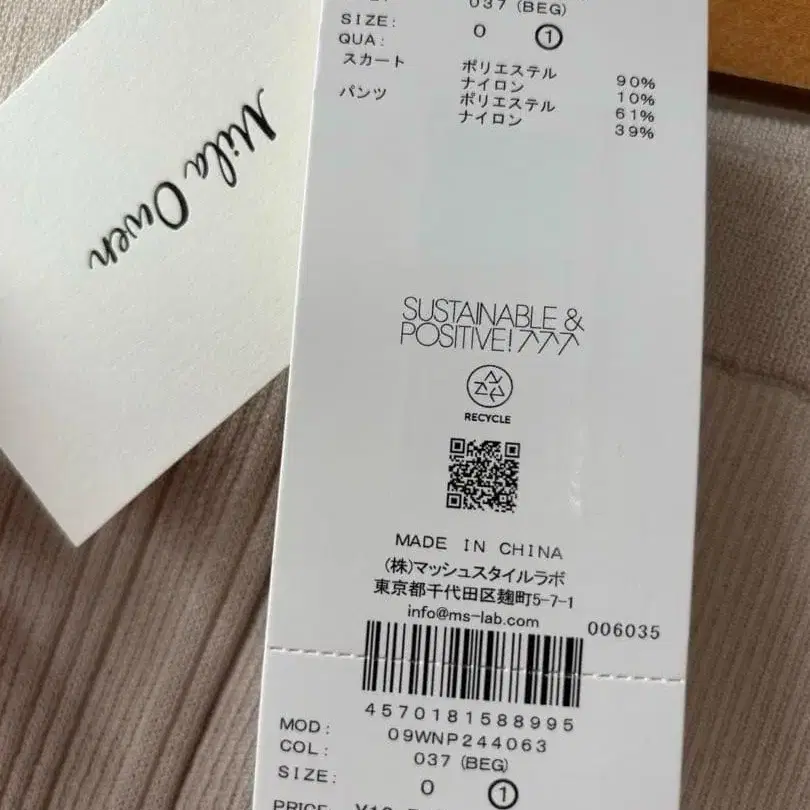 Mila Owen
037 (BEG)
SIZE: 0 1
QUA:
スカート ポリエステル 90%
ナイロン 10%
パンツ ポリエステル 61%
ナイロン 39%
SUSTAINABLE &
POSITIVE!
RECYCLE
MADE IN CHINA
(株)マッシュスタイルラボ
東京都千代田区麹町5-7-1
info@ms-lab.com
006035
4570181588995
MOD: 09WNP244063
COL: 037 (BEG)
SIZE: 0 1
PRICE: